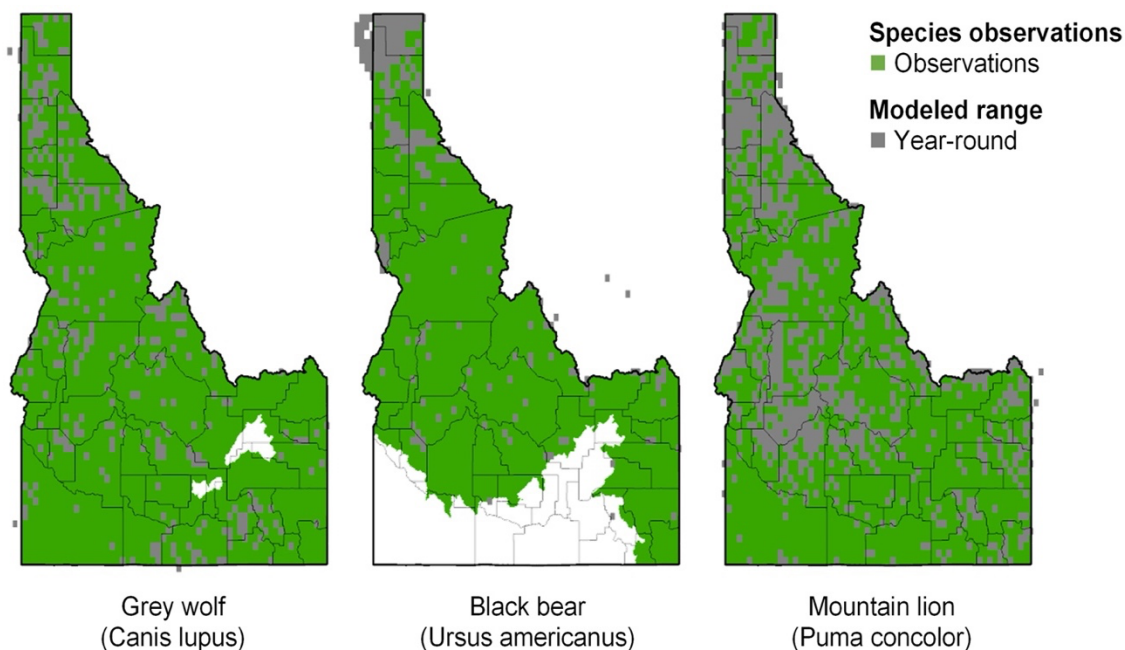 Species observations
Observations
Modeled range
Year-round
Grey wolf
(Canis lupus)
Black bear
(Ursus americanus)
Mountain lion
(Puma concolor)